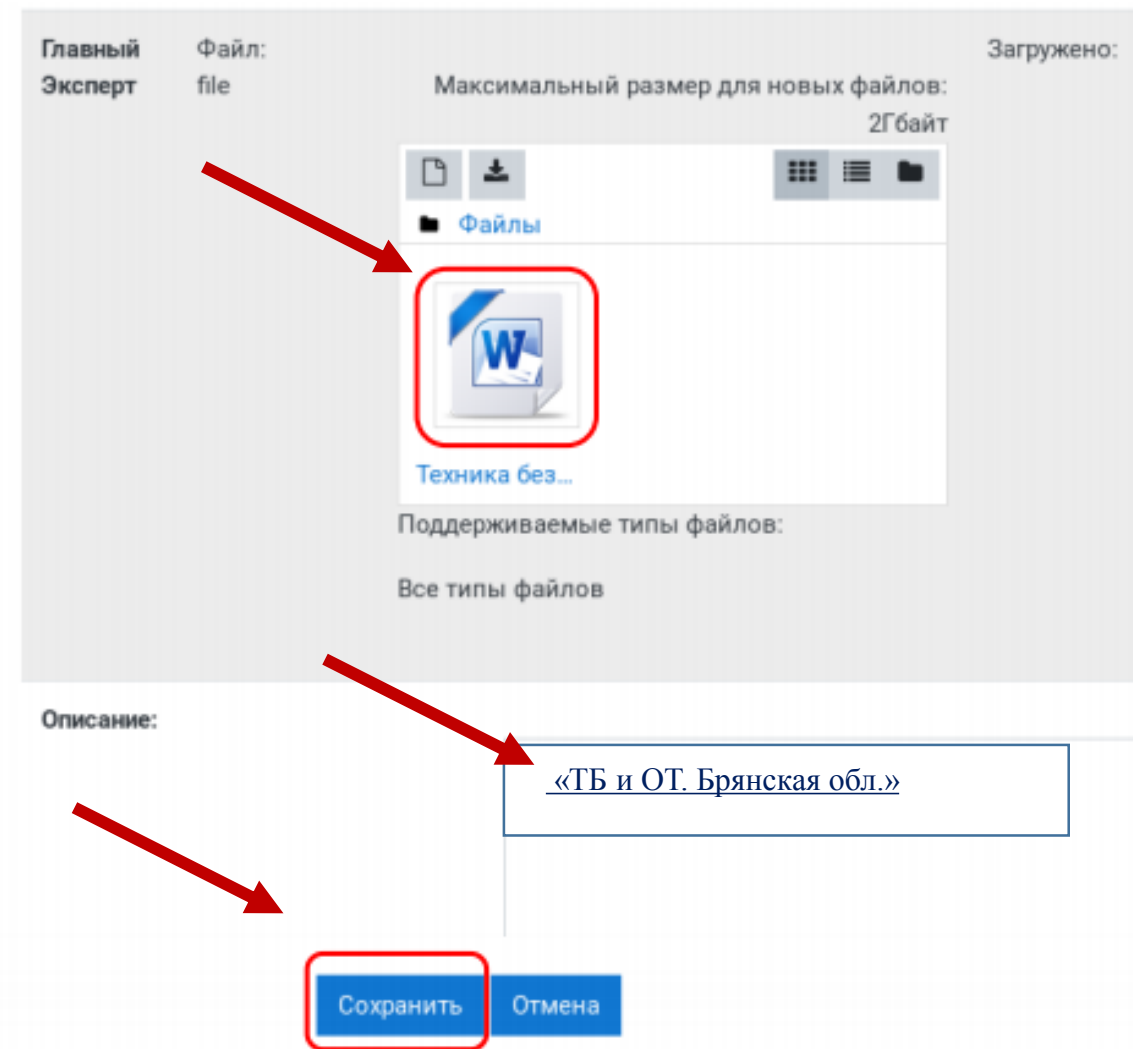 Главный Файл: Загружено:
Эксперт file Максимальный размер для новых файлов:
2Гбайт
Файлы
W
Техника без...
Поддерживаемые типы файлов:
Все типы файлов
Описание:
«ТБ и ОТ. Брянская обл.»
Сохранить Отмена